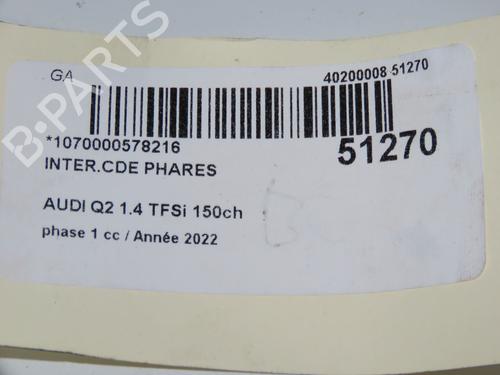 GA
40200008 51270
*1070000578216
51270
INTER.CDE PHARES
AUDI Q2 1.4 TFSi 150ch
phase 1 cc / Année 2022
B-PARTS